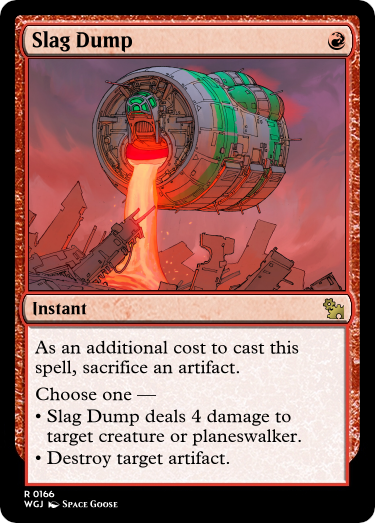 Slag Dump
Instant
As an additional cost to cast this
spell, sacrifice an artifact.
Choose one —
• Slag Dump deals 4 damage to
target creature or planeswalker.
• Destroy target artifact.
R 0166
WGJ Space Goose